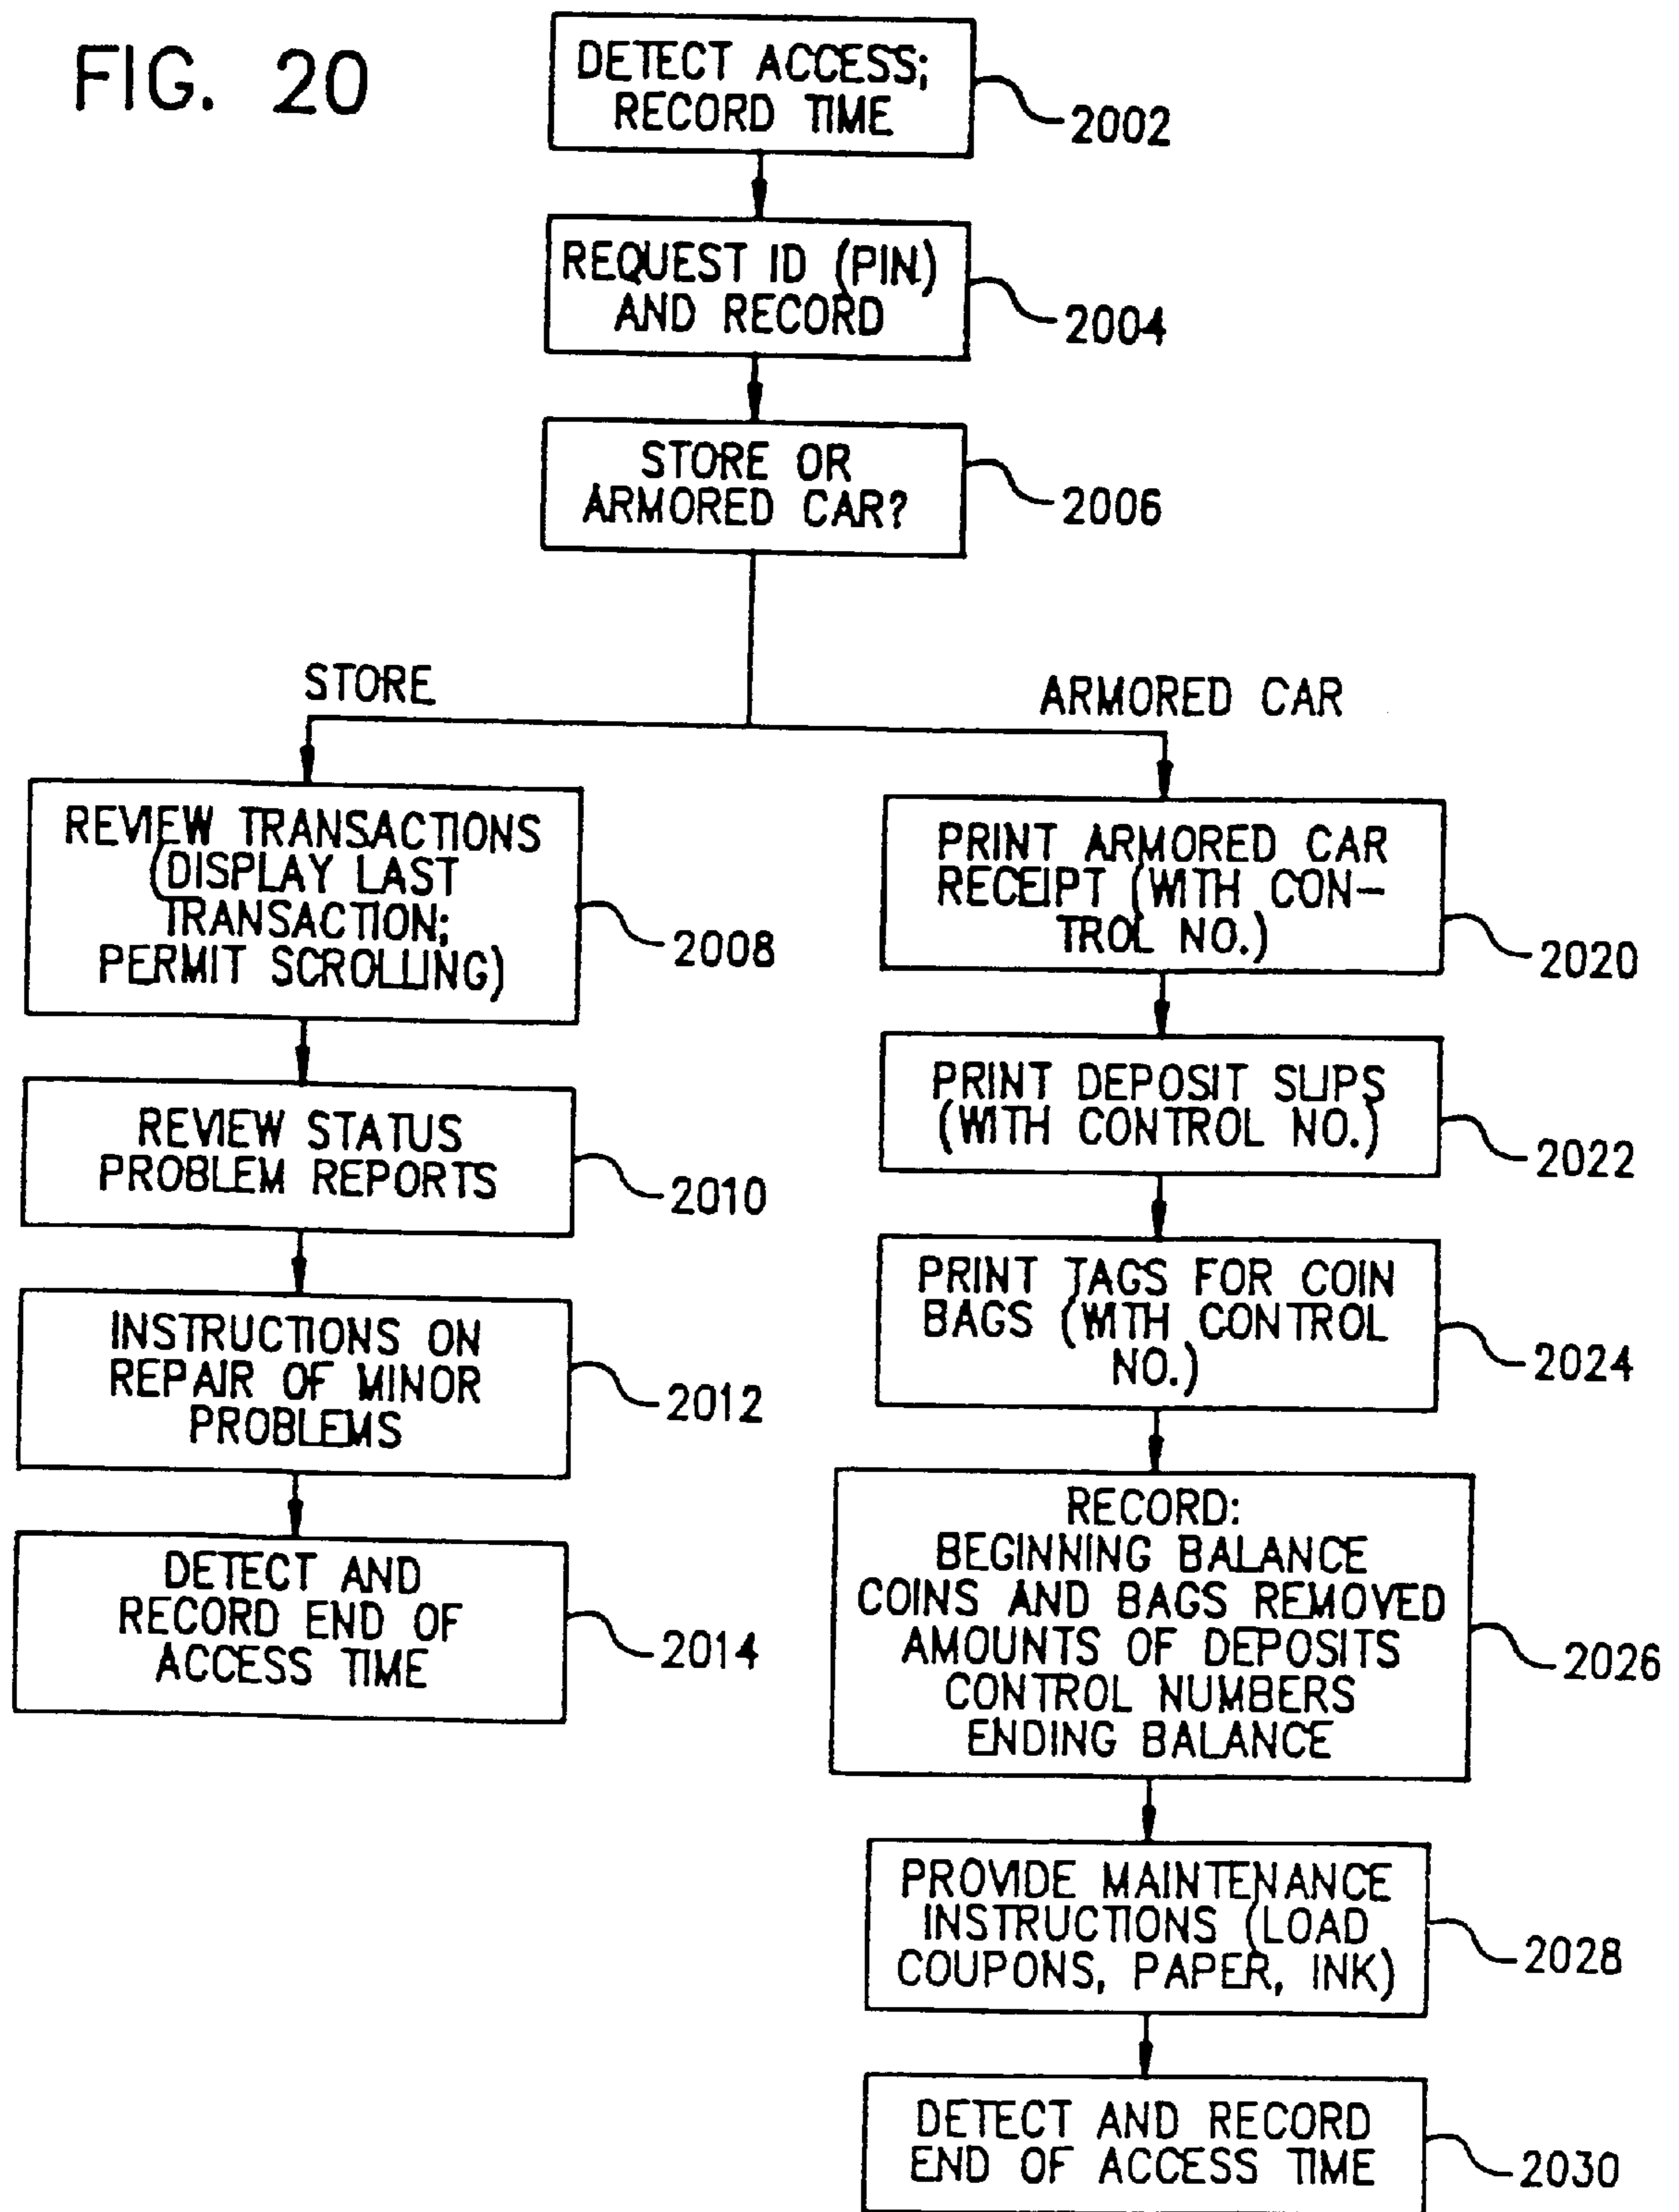 FIG. 20
DETECT ACCESS;
RECORD TIME
2002
REQUEST ID (PIN)
AND RECORD
2004
STORE OR
ARMORED CAR?
2006
STORE
REVIEW TRANSACTIONS
(DISPLAY LAST
TRANSACTION;
PERMIT SCROLLING)
2008
REVIEW STATUS
PROBLEM REPORTS
2010
INSTRUCTIONS ON
REPAIR OF MINOR
PROBLEMS
2012
DETECT AND
RECORD END OF
ACCESS TIME
2014
ARMORED CAR
PRINT ARMORED CAR
RECEIPT (WITH CON-
TROL NO.)
2020
PRINT DEPOSIT SLIPS
(WITH CONTROL NO.)
2022
PRINT TAGS FOR COIN
BAGS (WITH CONTROL
NO.)
2024
RECORD:
BEGINNING BALANCE
COINS AND BAGS REMOVED
AMOUNTS OF DEPOSITS
CONTROL NUMBERS
ENDING BALANCE
2026
PROVIDE MAINTENANCE
INSTRUCTIONS (LOAD
COUPONS, PAPER, INK)
2028
DETECT AND RECORD
END OF ACCESS TIME
2030